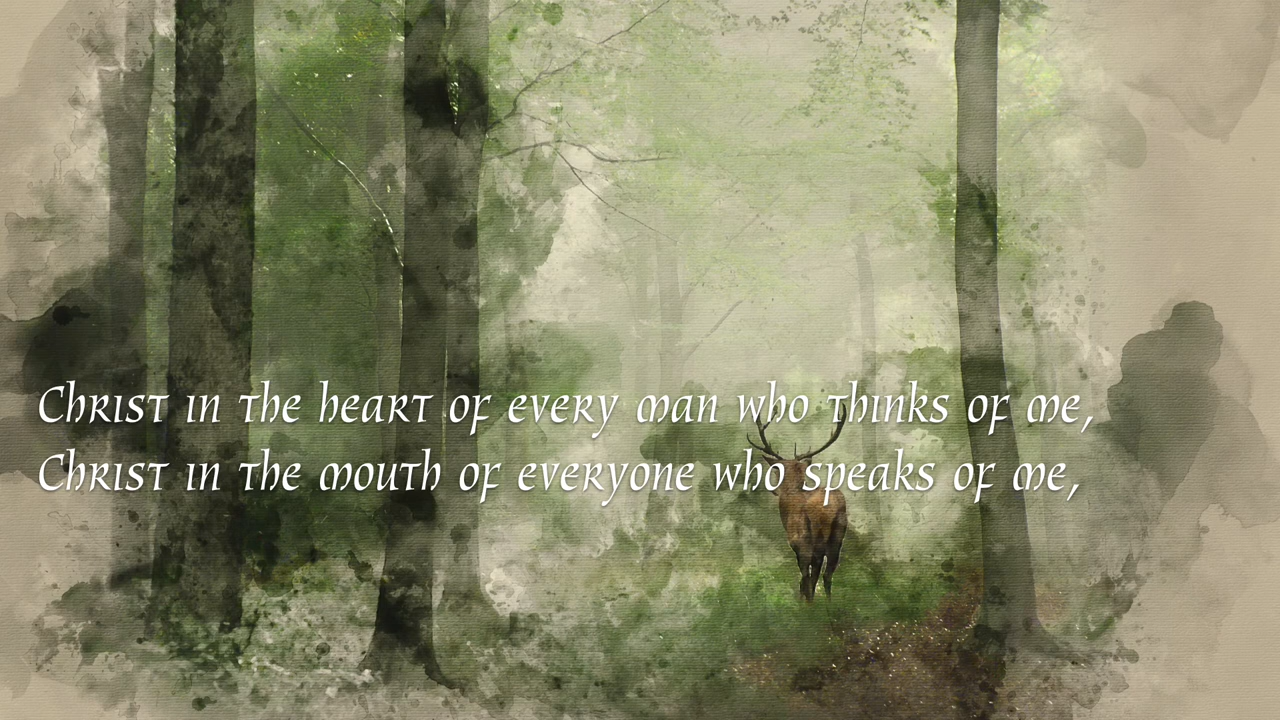 Christ in the heart of every man who thinks of me,
Christ in the mouth of everyone who speaks of me,